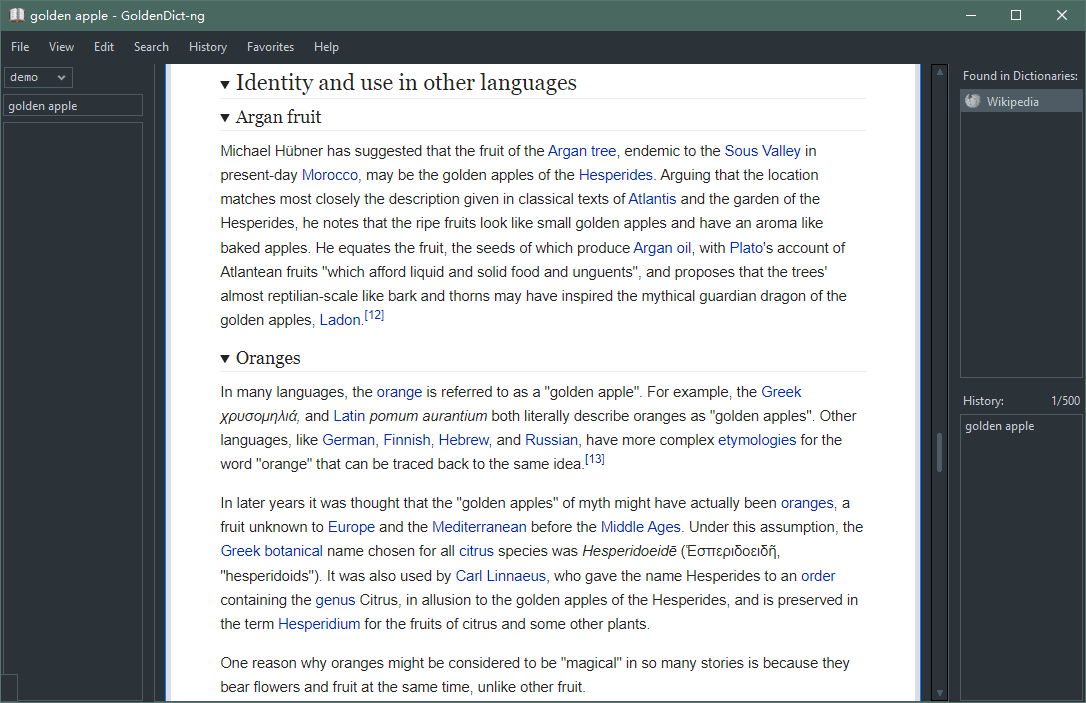 golden apple - GoldenDict-ng
File View Edit Search History Favorites Help
demo
golden apple
Identity and use in other languages
Argan fruit
Michael Hübner has suggested that the fruit of the Argan tree, endemic to the Sous Valley in
present-day Morocco, may be the golden apples of the Hesperides. Arguing that the location
matches most closely the description given in classical texts of Atlantis and the garden of the
Hesperides, he notes that the ripe fruits look like small golden apples and have an aroma like
baked apples. He equates the fruit, the seeds of which produce Argan oil, with Plato's account of
Atlantean fruits "which afford liquid and solid food and unguents", and proposes that the trees'
almost reptilian-scale like bark and thorns may have inspired the mythical guardian dragon of the
golden apples, Ladon.[12]
Oranges
In many languages, the orange is referred to as a "golden apple". For example, the Greek
χρυσομηλιά, and Latin pomum aurantium both literally describe oranges as "golden apples". Other
languages, like German, Finnish, Hebrew, and Russian, have more complex etymologies for the
word "orange" that can be traced back to the same idea.[13]
In later years it was thought that the "golden apples" of myth might have actually been oranges, a
fruit unknown to Europe and the Mediterranean before the Middle Ages. Under this assumption, the
Greek botanical name chosen for all citrus species was Hesperidoeidē (Ἑσπεριδοειδῆ,
"hesperidoids"). It was also used by Carl Linnaeus, who gave the name Hesperides to an order
containing the genus Citrus, in allusion to the golden apples of the Hesperides, and is preserved in
the term Hesperidium for the fruits of citrus and some other plants.
One reason why oranges might be considered to be "magical" in so many stories is because they
bear flowers and fruit at the same time, unlike other fruit.
Found in Dictionaries:
Wikipedia
History: 1/500
golden apple